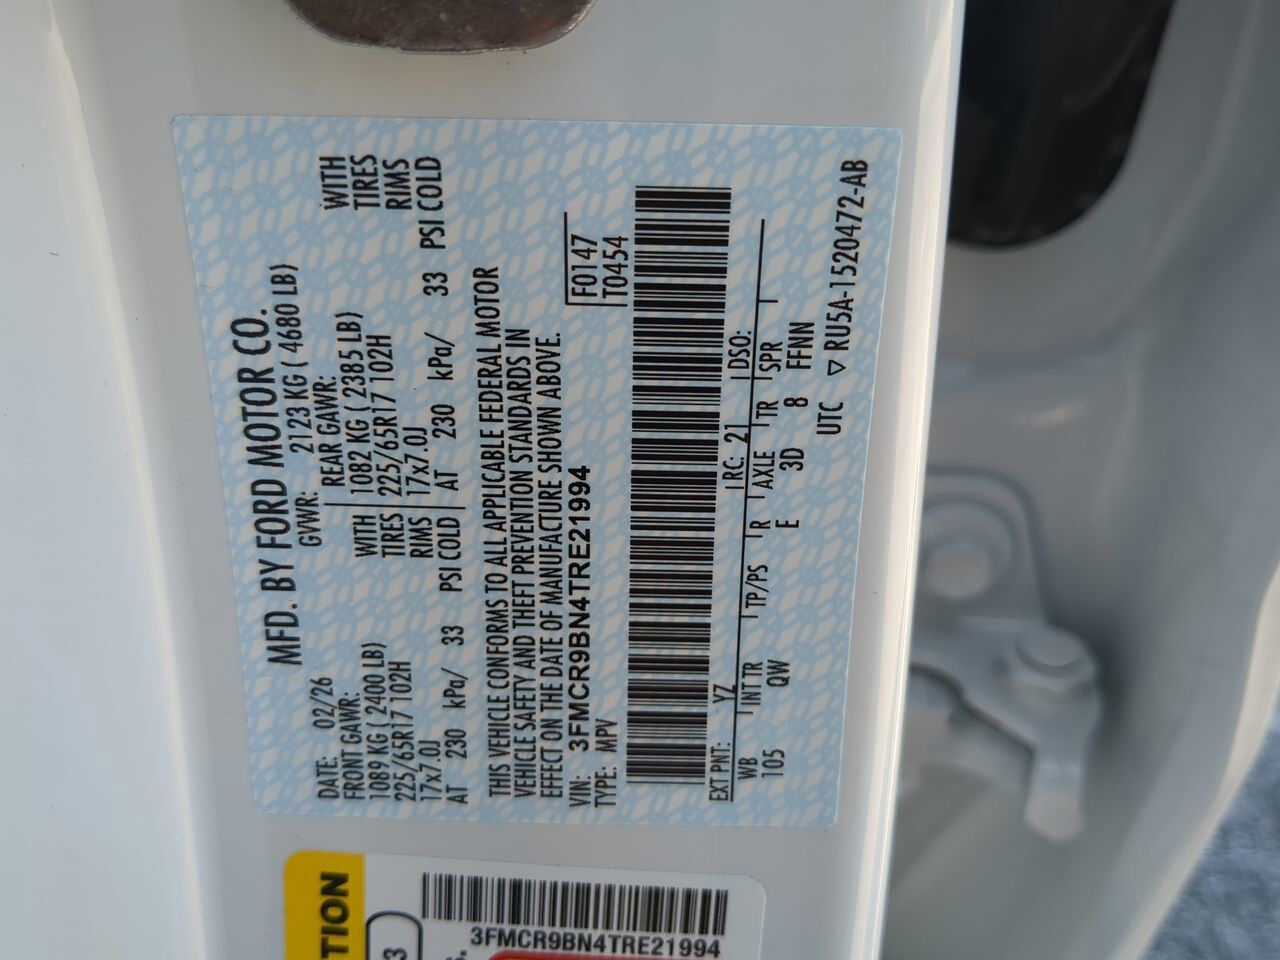 MFD. BY FORD MOTOR CO.
DATE: 02/26
GVWR: 2123 KG ( 4680 LB)
FRONT GAWR:
REAR GAWR:
1089 KG ( 2400 LB)
WITH
1082 KG ( 2385 LB)
WITH
225/65R17 102H
TIRES
225/65R17 102H
TIRES
17x7.0J
RIMS
17x7.0J
RIMS
AT 230 kPa/ 33 PSI COLD
AT 230 kPa/ 33 PSI COLD
THIS VEHICLE CONFORMS TO ALL APPLICABLE FEDERAL MOTOR
VEHICLE SAFETY AND THEFT PREVENTION STANDARDS IN
EFFECT ON THE DATE OF MANUFACTURE SHOWN ABOVE.
VIN: 3FMCR9BN4TRE21994
TYPE: MPV
F0147
T0454
EXT PNT: YZ RC: 21 DSO:
WB INT TR TP/PS R AXLE TR SPR
105 QW E 3D 8 FFNN
UTC ▽ RU5A-1520472-AB
TION
3
3FMCR9BN4TRE21994